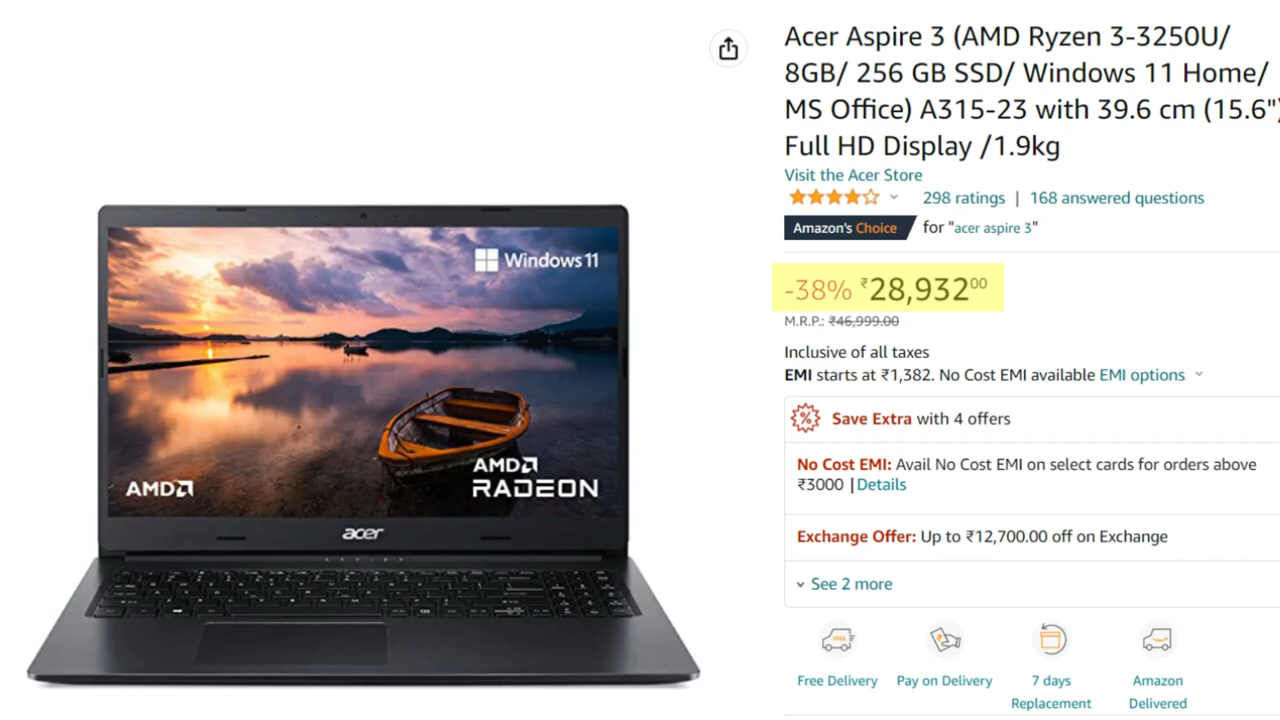 Acer Aspire 3 (AMD Ryzen 3-3250U/
8GB/ 256 GB SSD/ Windows 11 Home/
MS Office) A315-23 with 39.6 cm (15.6")
Full HD Display /1.9kg
Visit the Acer Store
298 ratings | 168 answered questions
Amazon's Choice for "acer aspire 3"
-38% ₹28,93200
M.R.P.: ₹46,999.00
Inclusive of all taxes
EMI starts at ₹1,382. No Cost EMI available EMI options
Save Extra with 4 offers
No Cost EMI: Avail No Cost EMI on select cards for orders above
₹3000 | Details
Exchange Offer: Up to ₹12,700.00 off on Exchange
See 2 more
FREE
Free Delivery
Pay on Delivery
7 days
Replacement
Amazon
Delivered
Windows 11
AMD
AMD
RADEON
acer